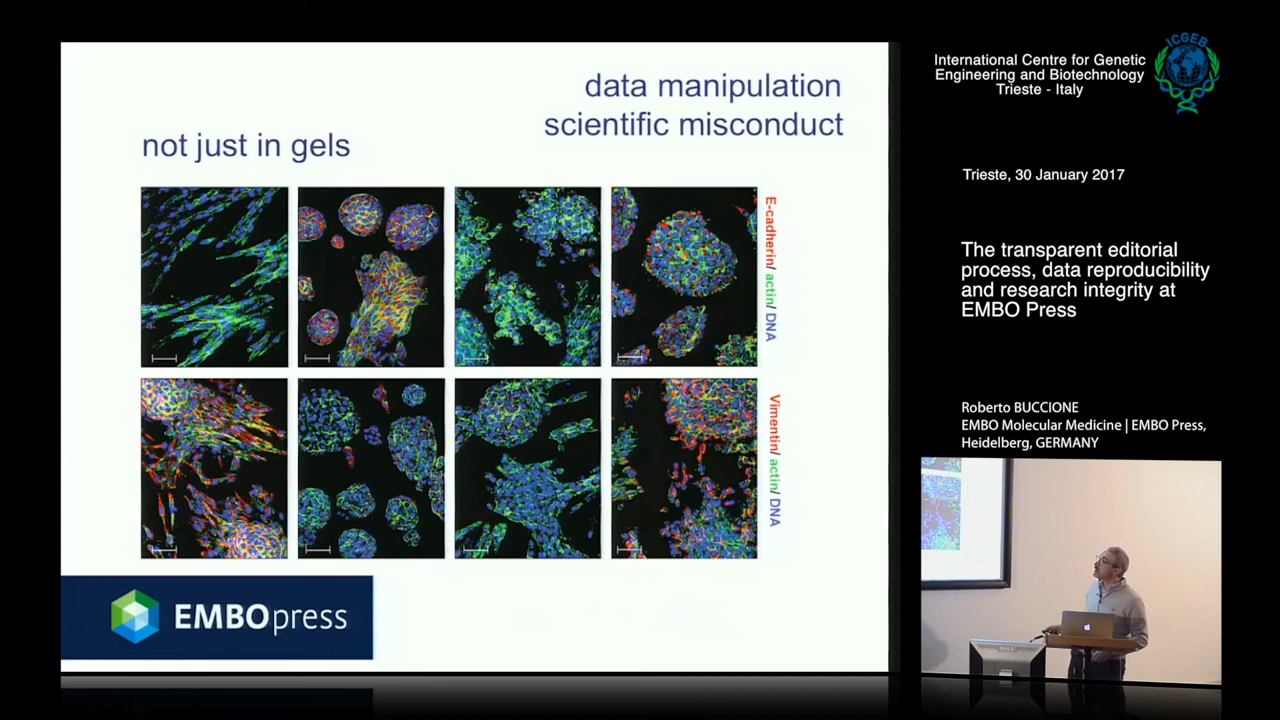 data manipulation
scientific misconduct
not just in gels
E-cadherin/ actin/ DNA
Vimentin/ actin/ DNA
EMBOpress
ICGEB
International Centre for Genetic
Engineering and Biotechnology
Trieste - Italy
Trieste, 30 January 2017
The transparent editorial
process, data reproducibility
and research integrity at
EMBO Press
Roberto BUCCIONE
EMBO Molecular Medicine | EMBO Press,
Heidelberg, GERMANY